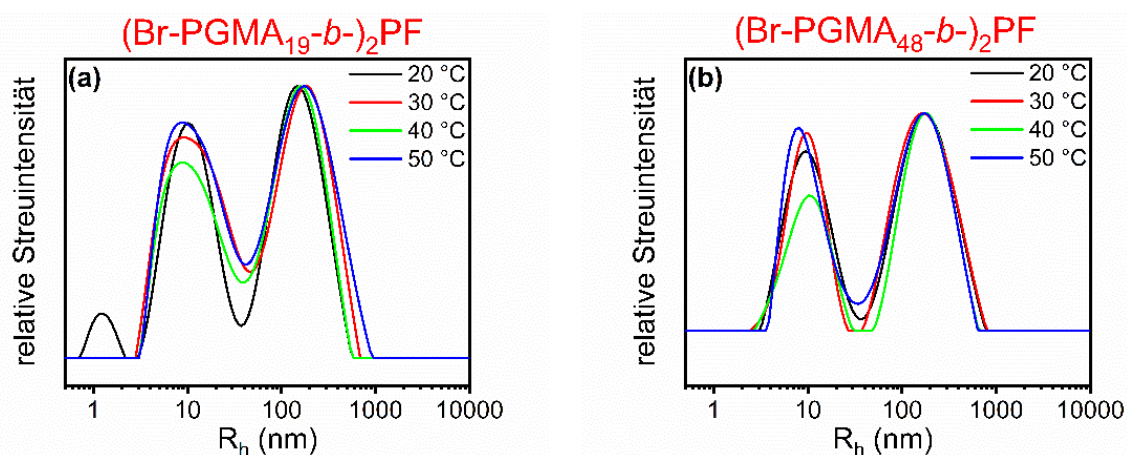 (Br-PGMA19-b-)2PF
(a)
20 °C
30 °C
40 °C
50 °C
relative Streuintensität
1 10 100 1000 10000
Rh (nm)
(Br-PGMA48-b-)2PF
(b)
20 °C
30 °C
40 °C
50 °C
relative Streuintensität
1 10 100 1000 10000
Rh (nm)